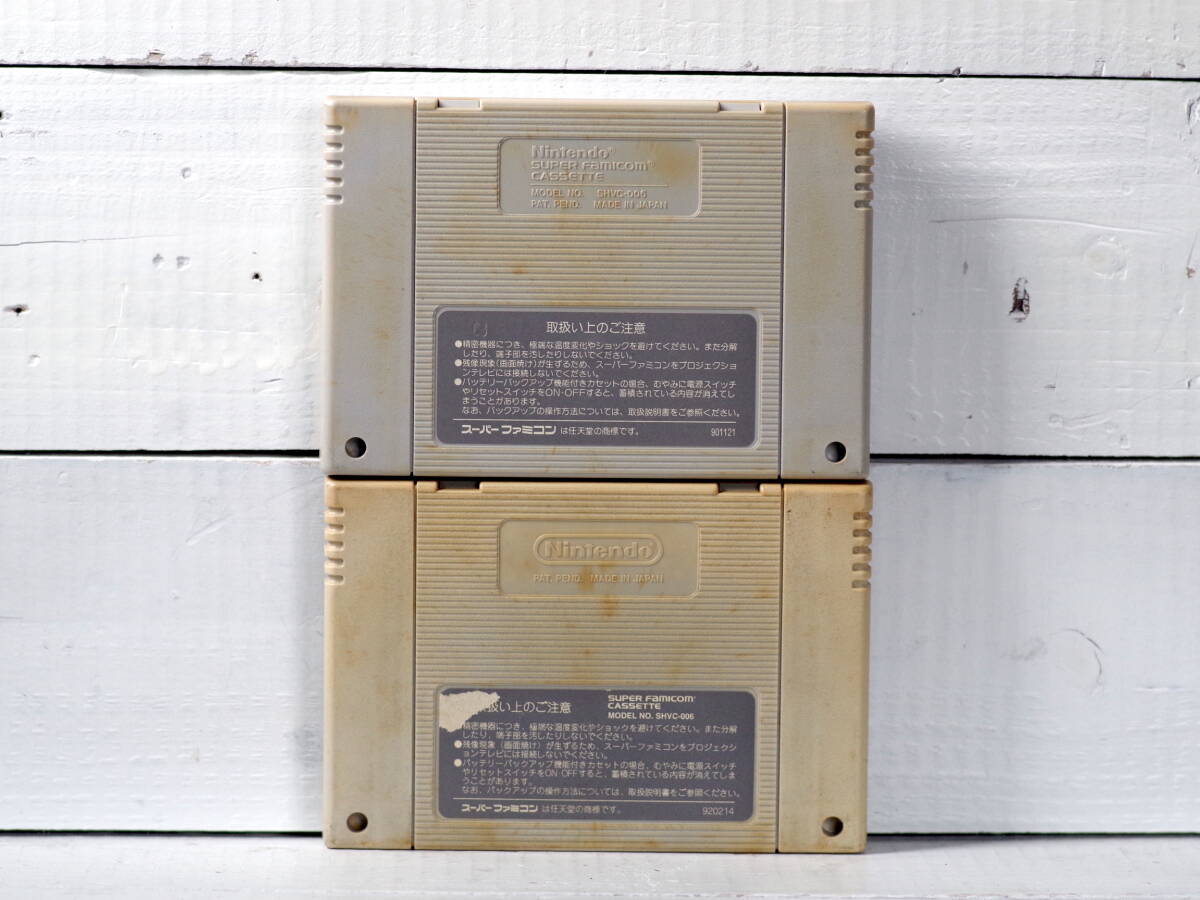 Nintendo®
SUPER FAMICOM®
CASSETTE
MODEL NO. SHVC-006
PAT. PEND. MADE IN JAPAN
取扱い上のご注意
●精密機器につき、極端な温度変化やショックを避けてください。また分解
したり、端子部を汚したりしないでください。
●残像現象(画面焼け)が生ずるため、スーパーファミコンをプロジェクショ
ンテレビには接続しないでください。
●バッテリーバックアップ機能付きカセットの場合、むやみに電源スイッチ
やリセットスイッチをON・OFFすると、蓄積されている内容が消えてし
まうことがあります。
なお、バックアップの操作方法については、取扱説明書をご参照ください。
スーパーファミコン は任天堂の商標です。 901121
Nintendo®
PAT. PEND. MADE IN JAPAN
扱い上のご注意
SUPER FAMICOM®
CASSETTE
MODEL NO. SHVC-006
精密機器につき、極端な温度変化やショックを避けてください。また分解
したり、端子部を汚したりしないでください。
●残像現象(画面焼け)が生ずるため、スーパーファミコンをプロジェクシ
ョンテレビには接続しないでください。
●バッテリーバックアップ機能付きカセットの場合、むやみに電源スイッチ
やリセットスイッチをON OFFすると、蓄積されている内容が消えてしま
うことがあります。
なお、バックアップの操作方法については、取扱説明書をご参照ください。
スーパーファミコン は任天堂の商標です。 920214